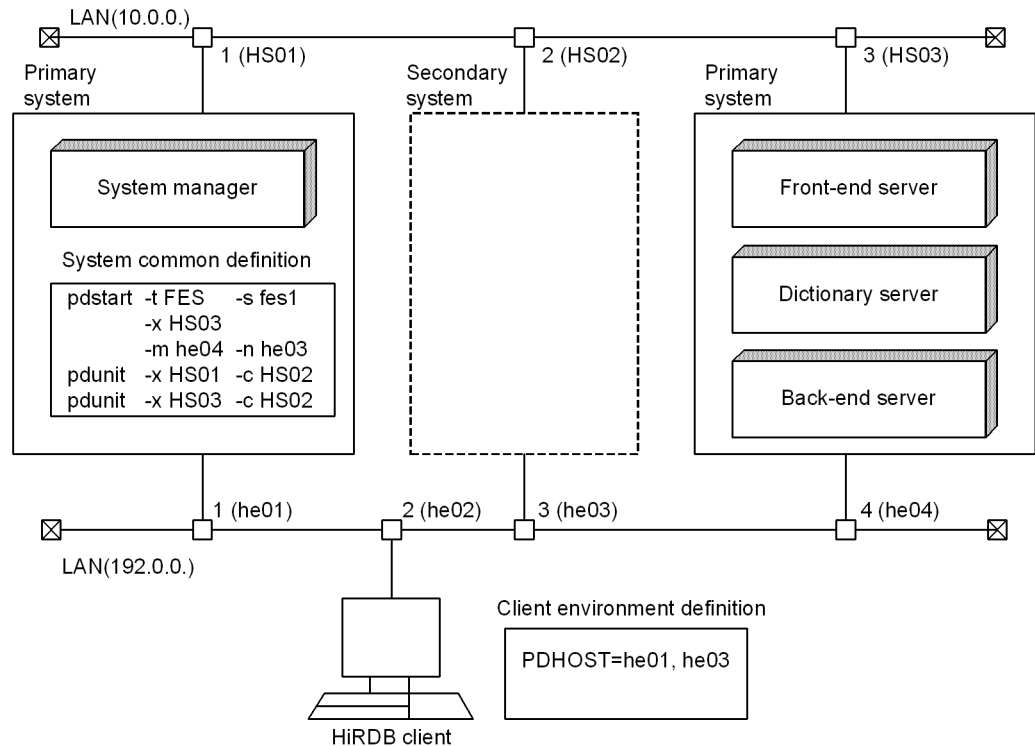 LAN(10.0.0.)
1 (HS01)
2 (HS02)
3 (HS03)
Primary
system
Secondary
system
Primary
system
System manager
System common definition
pdstart -t FES -s fes1
-x HS03
-m he04 -n he03
pdunit -x HS01 -c HS02
pdunit -x HS03 -c HS02
Front-end server
Dictionary server
Back-end server
1 (he01)
2 (he02)
3 (he03)
4 (he04)
LAN(192.0.0.)
Client environment definition
PDHOST=he01, he03
HiRDB client